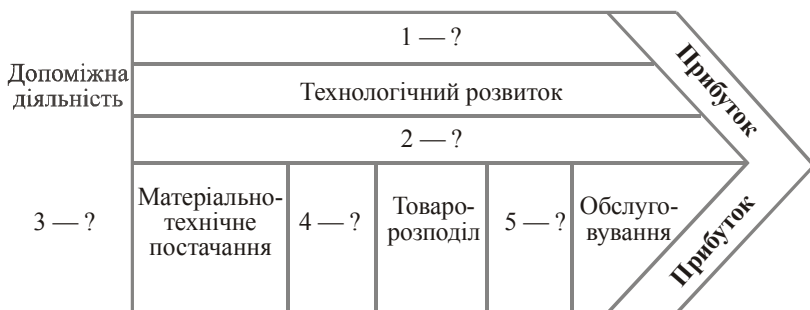 1 — ?
Допоміжна
діяльність
Технологічний розвиток
2 — ?
Прибуток
3 — ?
Матеріально-
технічне
постачання
4 — ?
Товаро-
розподіл
5 — ?
Обслуго-
вування
Прибуток